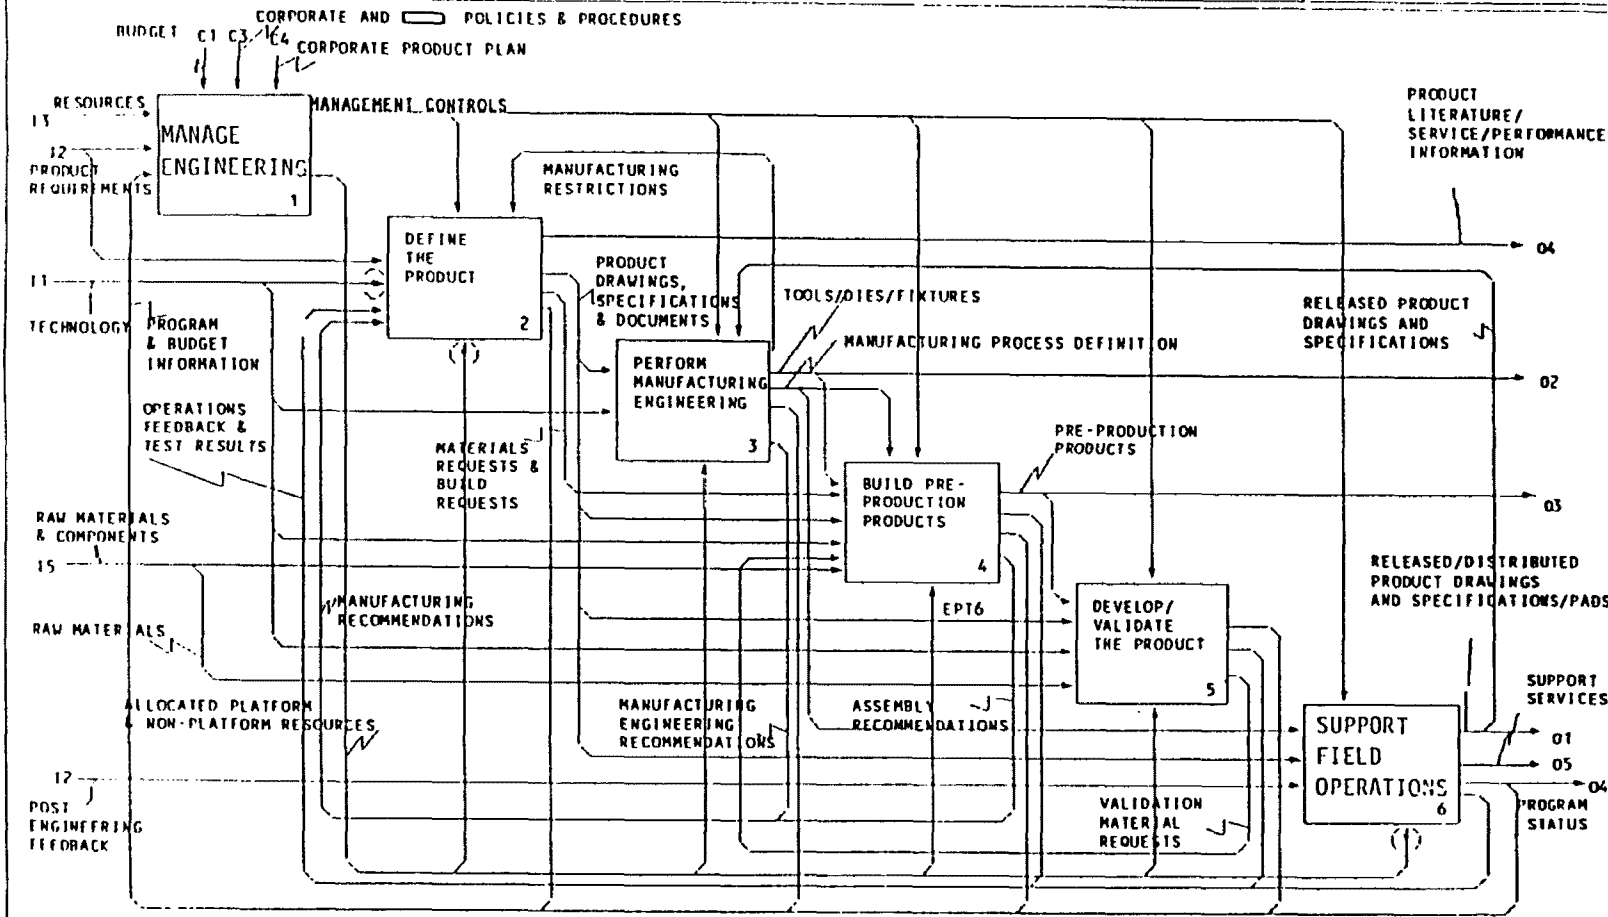 CORPORATE AND POLICIES & PROCEDURES
BUDGET C1 C3 C4
CORPORATE PRODUCT PLAN
RESOURCES
I3
MANAGEMENT CONTROLS
MANAGE
ENGINEERING
1
I2
PRODUCT
REQUIREMENTS
PRODUCT
LITERATURE/
SERVICE/PERFORMANCE
INFORMATION
MANUFACTURING
RESTRICTIONS
DEFINE
THE
PRODUCT
2
O4
I1
TECHNOLOGY
PROGRAM
& BUDGET
INFORMATION
PRODUCT
DRAWINGS,
SPECIFICATIONS
& DOCUMENTS
TOOLS/DIES/FIXTURES
RELEASED PRODUCT
DRAWINGS AND
SPECIFICATIONS
MANUFACTURING PROCESS DEFINITION
PERFORM
MANUFACTURING
ENGINEERING
3
O2
OPERATIONS
FEEDBACK &
TEST RESULTS
MATERIALS
REQUESTS &
BUILD
REQUESTS
PRE-PRODUCTION
PRODUCTS
BUILD PRE-
PRODUCTION
PRODUCTS
4
O3
RAW MATERIALS
& COMPONENTS
I5
RELEASED/DISTRIBUTED
PRODUCT DRAWINGS
AND SPECIFICATIONS/PADS
MANUFACTURING
RECOMMENDATIONS
EPT6
DEVELOP/
VALIDATE
THE PRODUCT
5
RAW MATERIALS
ALLOCATED PLATFORM
& NON-PLATFORM RESOURCES
MANUFACTURING
ENGINEERING
RECOMMENDATIONS
ASSEMBLY
RECOMMENDATIONS
SUPPORT
SERVICES
SUPPORT
FIELD
OPERATIONS
6
O1
O5
O4
PROGRAM
STATUS
I2
POST
ENGINEERING
FEEDBACK
VALIDATION
MATERIAL
REQUESTS